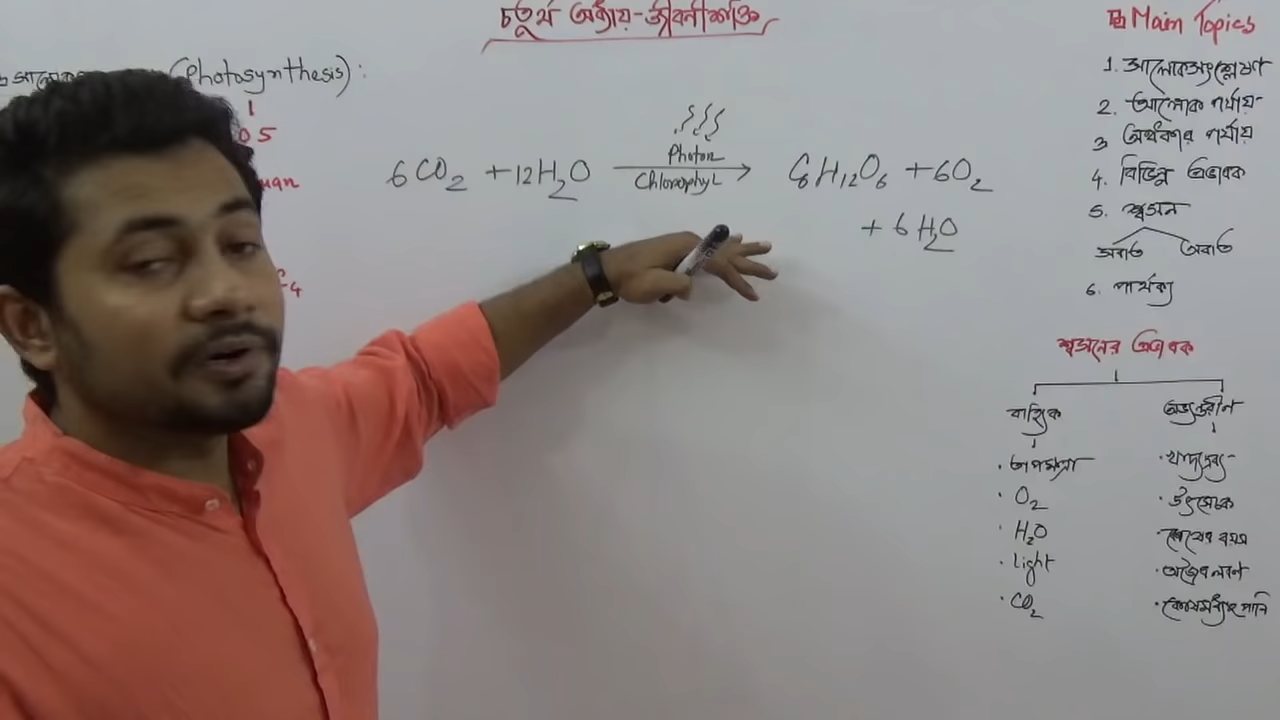 চতুর্থ অধ্যায়-জীবনীশক্তি
(Photosynthesis):
05
6CO2 +12H2O Photon Chlorophyl C6H12O6 +6O2
+ 6H2O
Main Topics
1. আলোকসংশ্লেষণ
2. আলোক পর্যায়
3 অন্ধকার পর্যায়
4. বিভিন্ন প্রভাবক
5. শ্বসন
সবাত অবাত
6. পার্থক্য
শ্বসনের প্রভাবক
বাহ্যিক অভ্যন্তরীণ
· তাপমাত্রা · খাদ্যদ্রব্য
· O2 · উৎসেচক
· H2O · কোষের বয়স
· Light · অজৈব লবণ
· CO2 · কোষমধ্যস্থ পানি